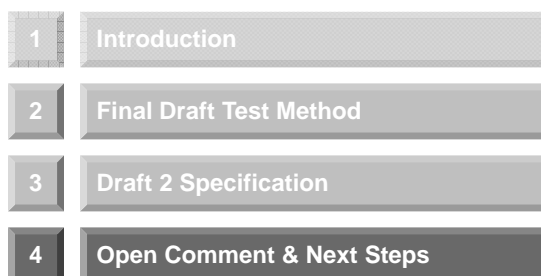 1 Introduction
2 Final Draft Test Method
3 Draft 2 Specification
4 Open Comment & Next Steps